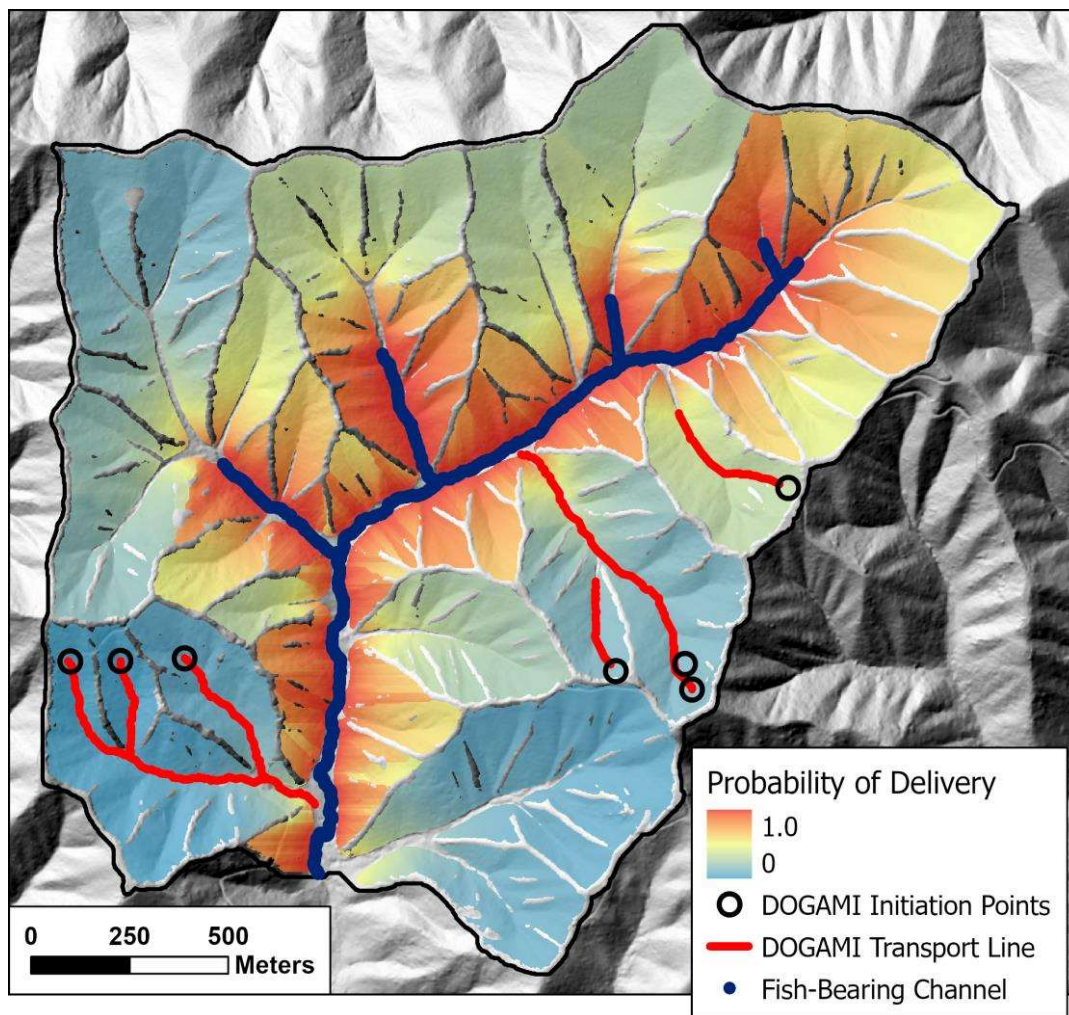 Probability of Delivery
1.0
0
DOGAMI Initiation Points
DOGAMI Transport Line
Fish-Bearing Channel
0 250 500
Meters